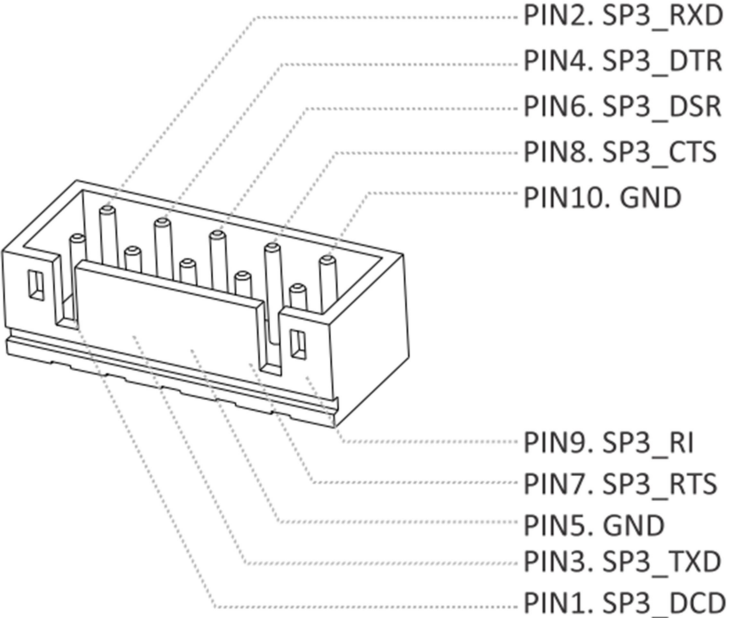 PIN2. SP3_RXD
PIN4. SP3_DTR
PIN6. SP3_DSR
PIN8. SP3_CTS
PIN10. GND
PIN9. SP3_RI
PIN7. SP3_RTS
PIN5. GND
PIN3. SP3_TXD
PIN1. SP3_DCD